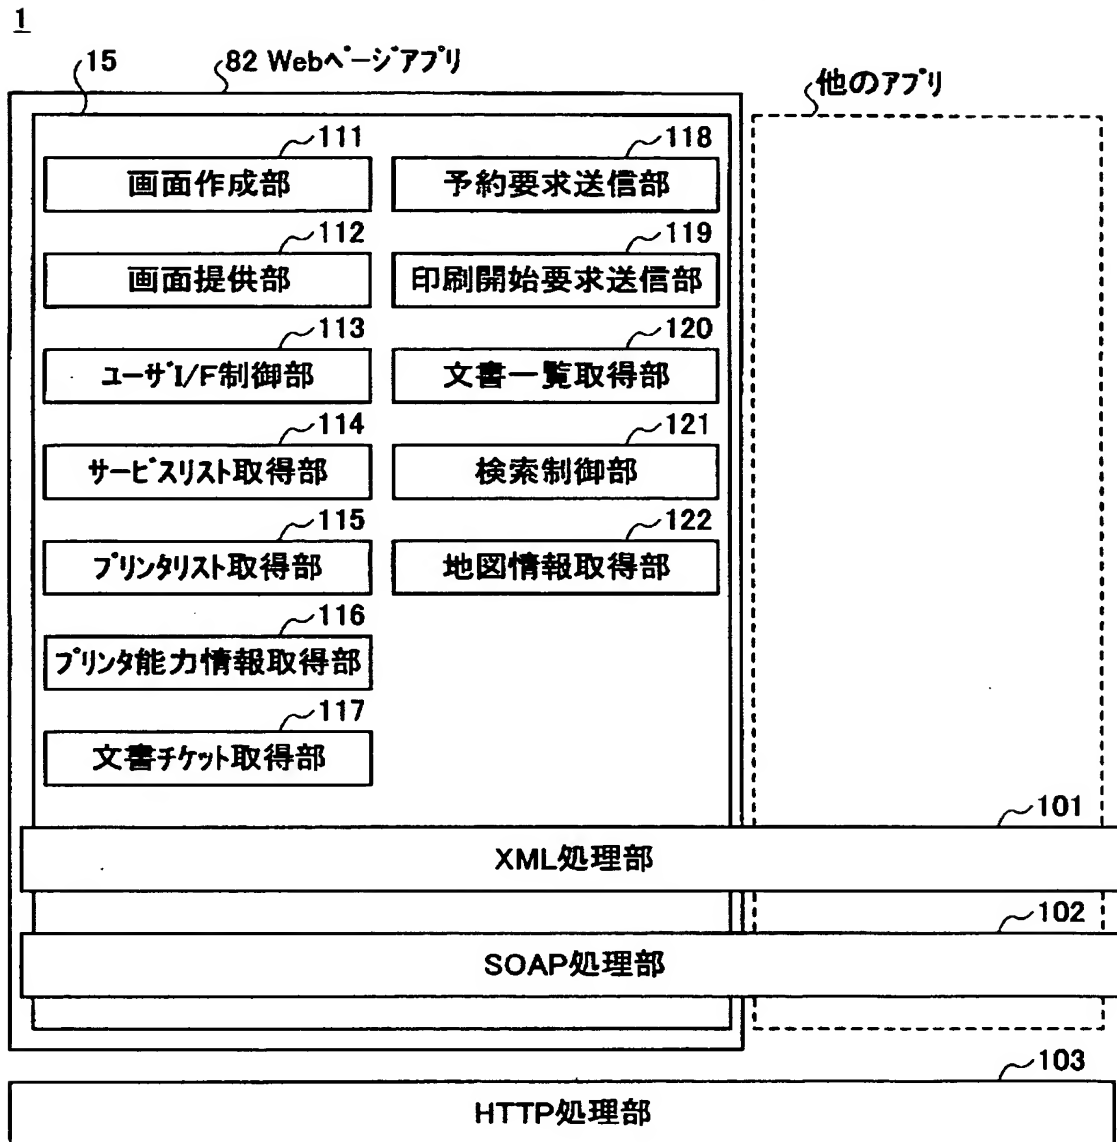 1
15
82 Webページアプリ
他のアプリ
111
画面作成部
118
予約要求送信部
112
画面提供部
119
印刷開始要求送信部
113
ユーザI/F制御部
120
文書一覧取得部
114
サービスリスト取得部
121
検索制御部
115
プリンタリスト取得部
122
地図情報取得部
116
プリンタ能力情報取得部
117
文書チケット取得部
101
XML処理部
102
SOAP処理部
103
HTTP処理部